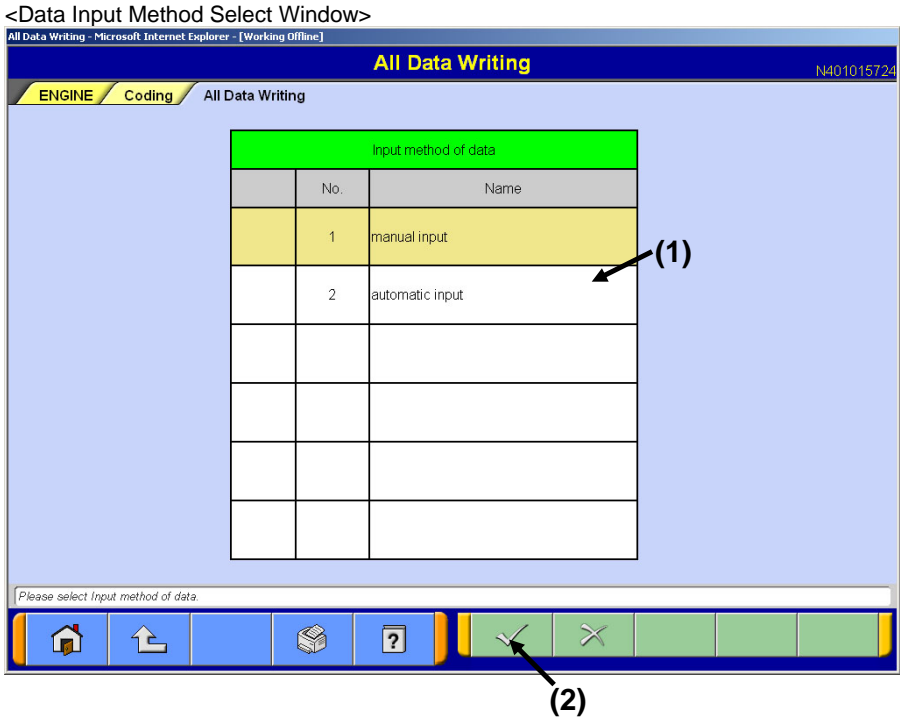 <Data Input Method Select Window>
All Data Writing - Microsoft Internet Explorer - [Working Offline]
All Data Writing
N401015724
ENGINE Coding All Data Writing
Input method of data
No. Name
1 manual input
(1)
2 automatic input
Please select Input method of data.
?
(2)